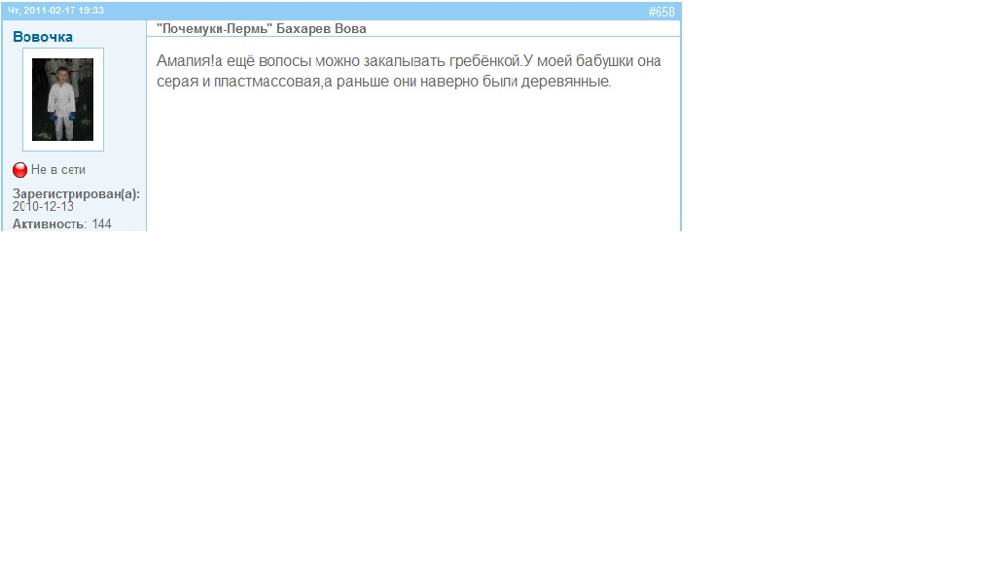 Чт, 2011-02-17 19:33
#658
Вовочка
"Почемуки-Пермь" Бахарев Вова
Амалия!а ещё волосы можно закалывать гребёнкой.У моей бабушки она
серая и пластмассовая,а раньше они наверно были деревянные.
Не в сети
Зарегистрирован(а):
2010-12-13
Активность: 144